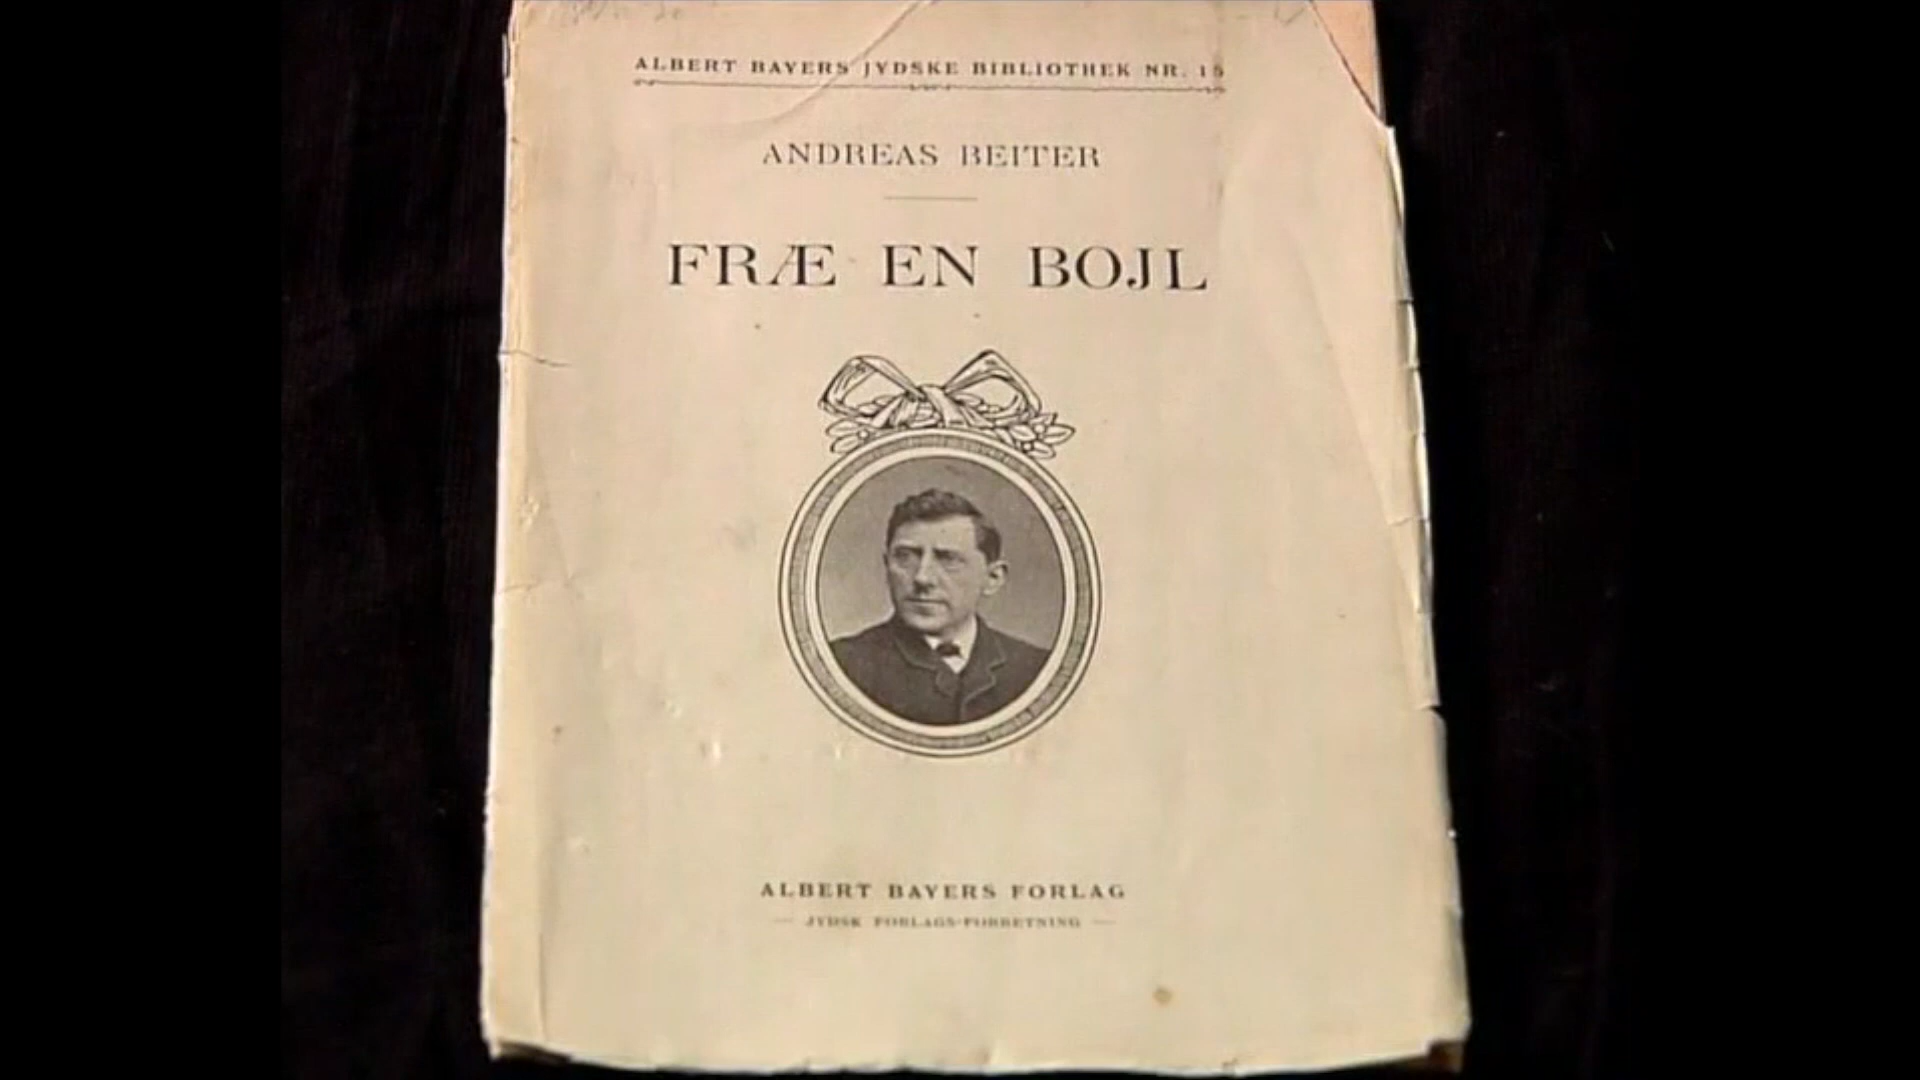 ALBERT BAYERS JYDSKE BIBLIOTHEK NR. 15
ANDREAS BEITER
FRÆ EN BOJL
ALBERT BAYERS FORLAG
— JYDSK FORLAGS-FORRETNING —